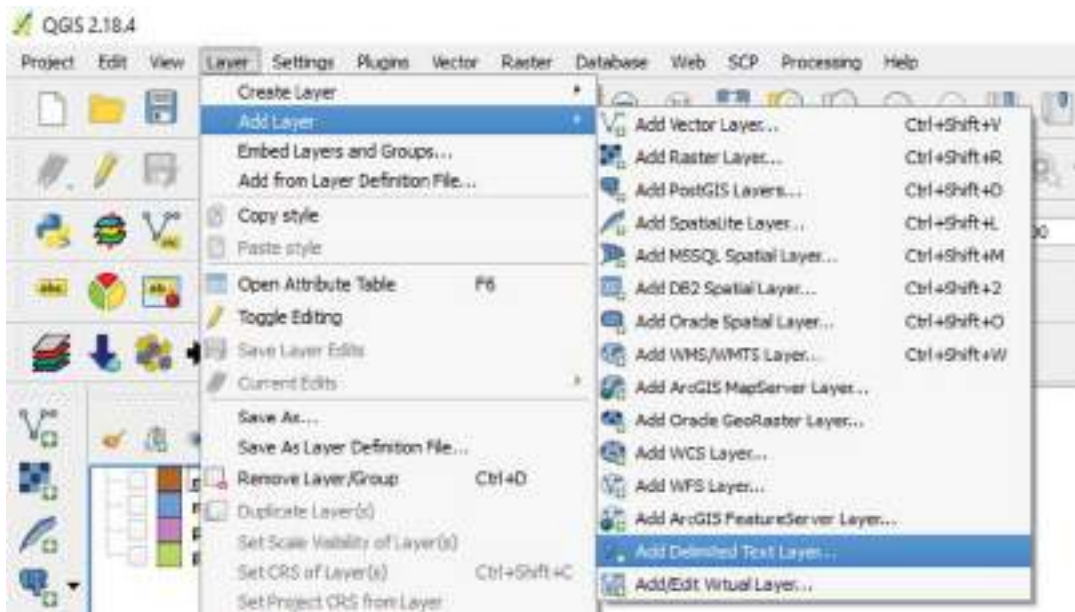 QGIS 2.18.4
Project Edit View Layer Settings Plugins Vector Raster Database Web SCP Processing Help
Create Layer
Add Layer
Embed Layers and Groups...
Add from Layer Definition File...
Copy style
Paste style
Open Attribute Table F6
Toggle Editing
Save Layer Edits
Current Edits
Save As...
Save As Layer Definition File...
Remove Layer/Group Ctrl+D
Duplicate Layer(s)
Set Scale Visibility of Layer(s)
Set CRS of Layer(s) Ctrl+Shift+C
Set Project CRS from Layer
Add Vector Layer... Ctrl+Shift+V
Add Raster Layer... Ctrl+Shift+R
Add PostGIS Layers... Ctrl+Shift+D
Add SpatiaLite Layer... Ctrl+Shift+L
Add MSSQL Spatial Layer... Ctrl+Shift+M
Add DB2 Spatial Layer... Ctrl+Shift+2
Add Oracle Spatial Layer... Ctrl+Shift+O
Add WMS/WMTS Layer... Ctrl+Shift+W
Add ArcGIS MapServer Layer...
Add Oracle GeoRaster Layer...
Add WCS Layer...
Add WFS Layer...
Add ArcGIS FeatureServer Layer...
Add Delimited Text Layer...
Add/Edit Virtual Layer...